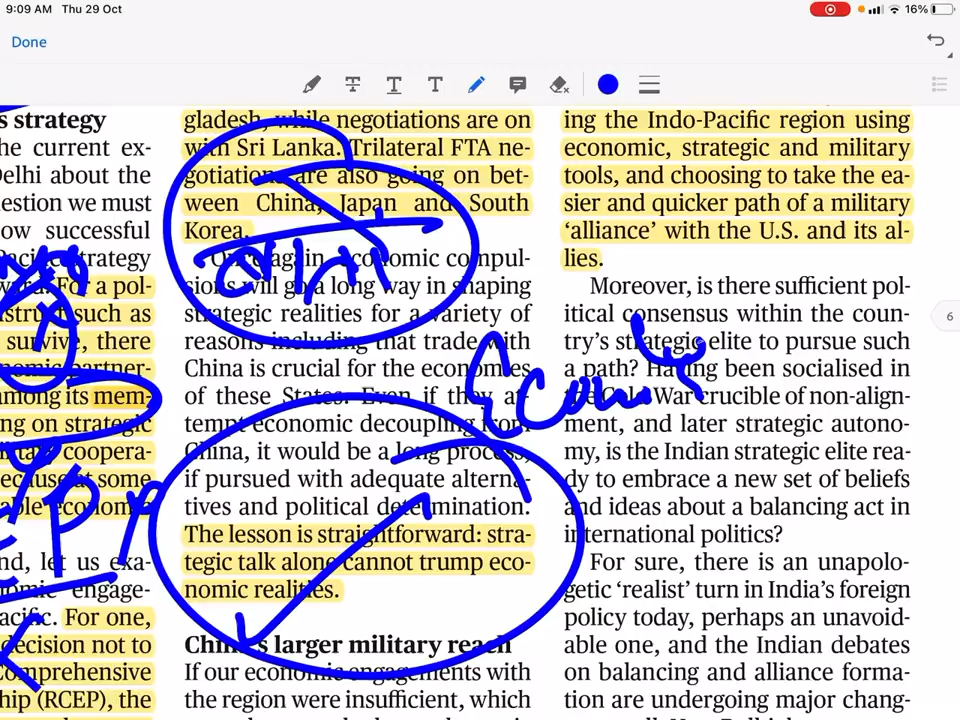 9:09 AM Thu 29 Oct
16%
Done
s strategy
he current ex-
Delhi about the
estion we must
ow successful
strategy
For a pol-
such as
survive, there
partner-
among its mem-
ng on strategic
coopera-
ecause at some
able economic
nd, let us exa-
engage-
acific. For one,
decision not to
omprehensive
hip (RCEP), the
gladesh, while negotiations are on
with Sri Lanka. Trilateral FTA ne-
gotiations are also going on bet-
ween China, Japan and South
Korea.
Once again, economic compul-
sions will go a long way in shaping
strategic realities for a variety of
reasons including that trade with
China is crucial for the economies
of these States. Even if they at-
tempt economic decoupling from
China, it would be a long process,
if pursued with adequate alterna-
tives and political determination.
The lesson is straightforward: stra-
tegic talk alone cannot trump eco-
nomic realities.
China's larger military reach
If our economic engagements with
the region were insufficient, which
ing the Indo-Pacific region using
economic, strategic and military
tools, and choosing to take the ea-
sier and quicker path of a military
‘alliance’ with the U.S. and its al-
lies.
Moreover, is there sufficient pol-
itical consensus within the coun-
try’s strategic elite to pursue such
a path? Having been socialised in
the Cold War crucible of non-align-
ment, and later strategic autono-
my, is the Indian strategic elite rea-
dy to embrace a new set of beliefs
and ideas about a balancing act in
international politics?
For sure, there is an unapolo-
getic ‘realist’ turn in India’s foreign
policy today, perhaps an unavoid-
able one, and the Indian debates
on balancing and alliance forma-
tion are undergoing major chang-
6